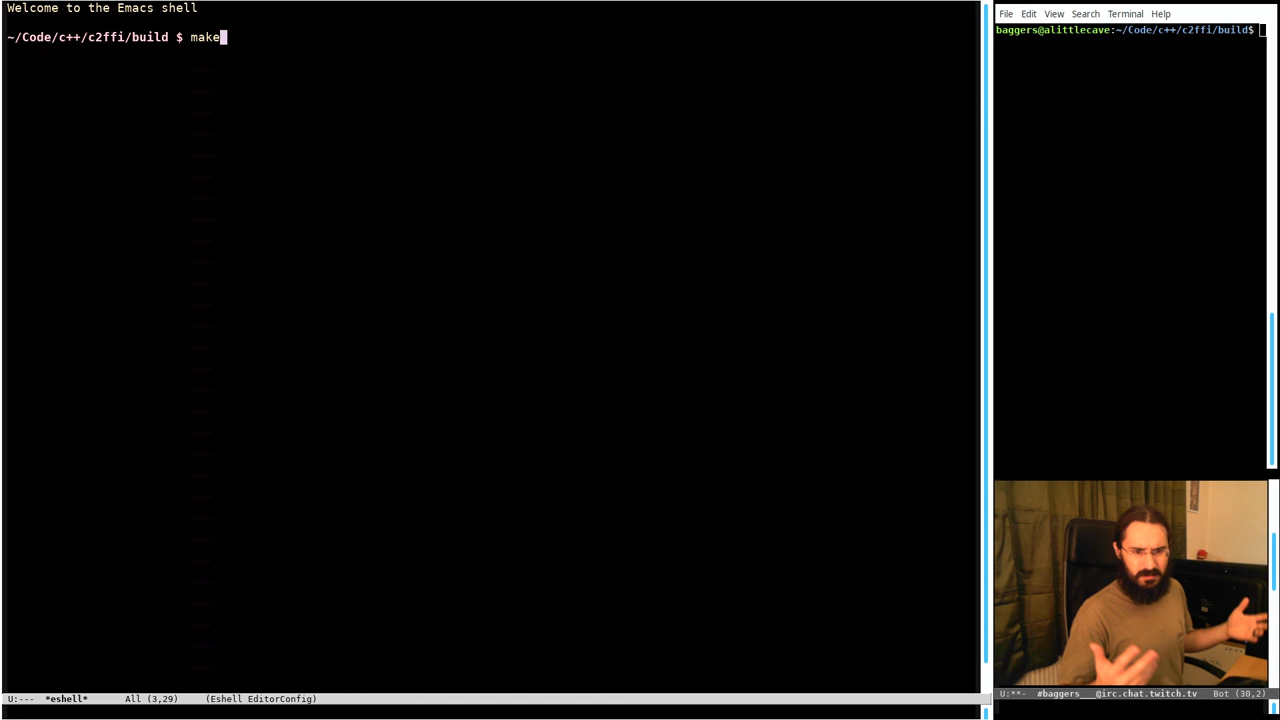 Welcome to the Emacs shell
~/Code/c++/c2ffi/build $ make
U:--- *eshell* All (3,29) (Eshell EditorConfig)
File Edit View Search Terminal Help
baggers@alittlecave:~/Code/c++/c2ffi/build$
U:**- #baggers___@irc.chat.twitch.tv Bot (30,2)